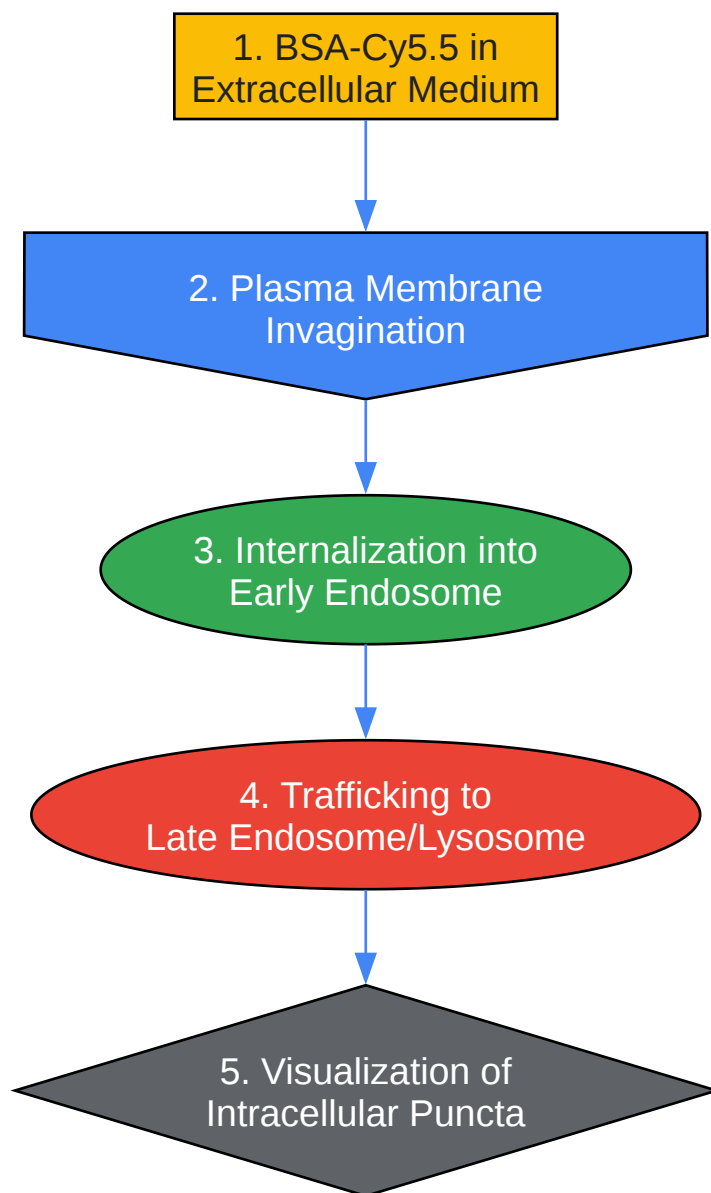 1. BSA-Cy5.5 in
Extracellular Medium
2. Plasma Membrane
Invagination
3. Internalization into
Early Endosome
4. Trafficking to
Late Endosome/Lysosome
5. Visualization of
Intracellular Puncta